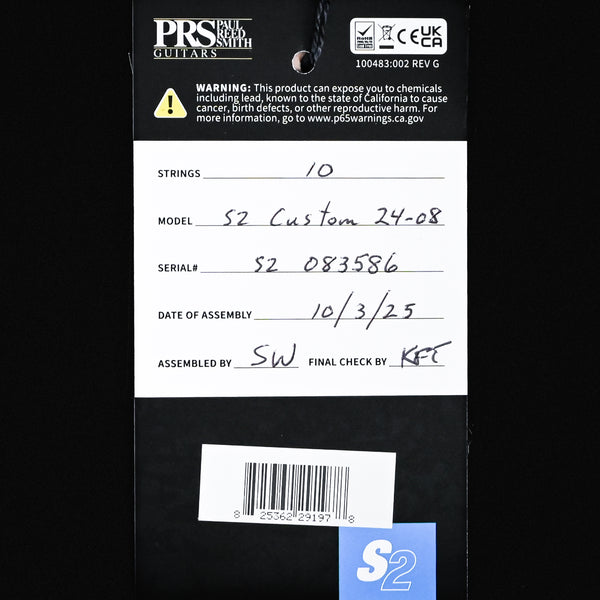 PRS PAUL REED SMITH
GUITARS
RoHS
CE UK CA
100483:002 REV G
WARNING: This product can expose you to chemicals
including lead, known to the state of California to cause
cancer, birth defects, or other reproductive harm. For
more information, go to www.p65warnings.ca.gov
STRINGS 10
MODEL S2 Custom 24-08
SERIAL# S2 083586
DATE OF ASSEMBLY 10/3/25
ASSEMBLED BY SW FINAL CHECK BY KFT
8 25362 29197 8
S2